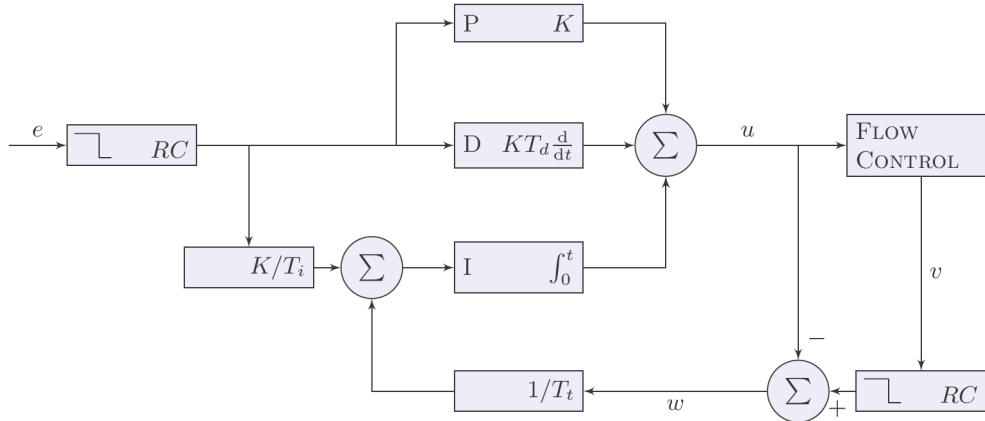 P K
e
RC
D KT_d d/dt
∑
u
FLOW
CONTROL
K/T_i
∑
I ∫_0^t
v
−
1/T_t
w
∑
+
RC